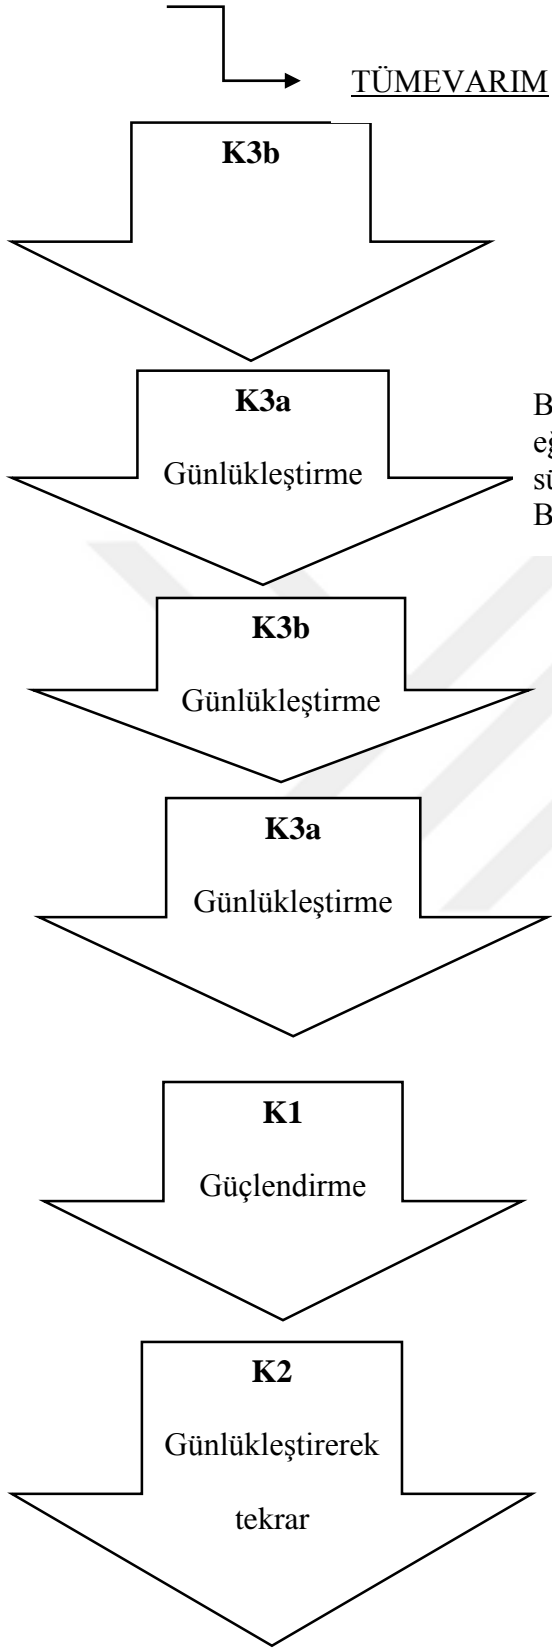 TÜMEVARIM
K3b
K3a
Günlükleştirme
K3b
Günlükleştirme
K3a
Günlükleştirme
K1
Güçlendirme
K2
Günlükleştirerek
tekrar